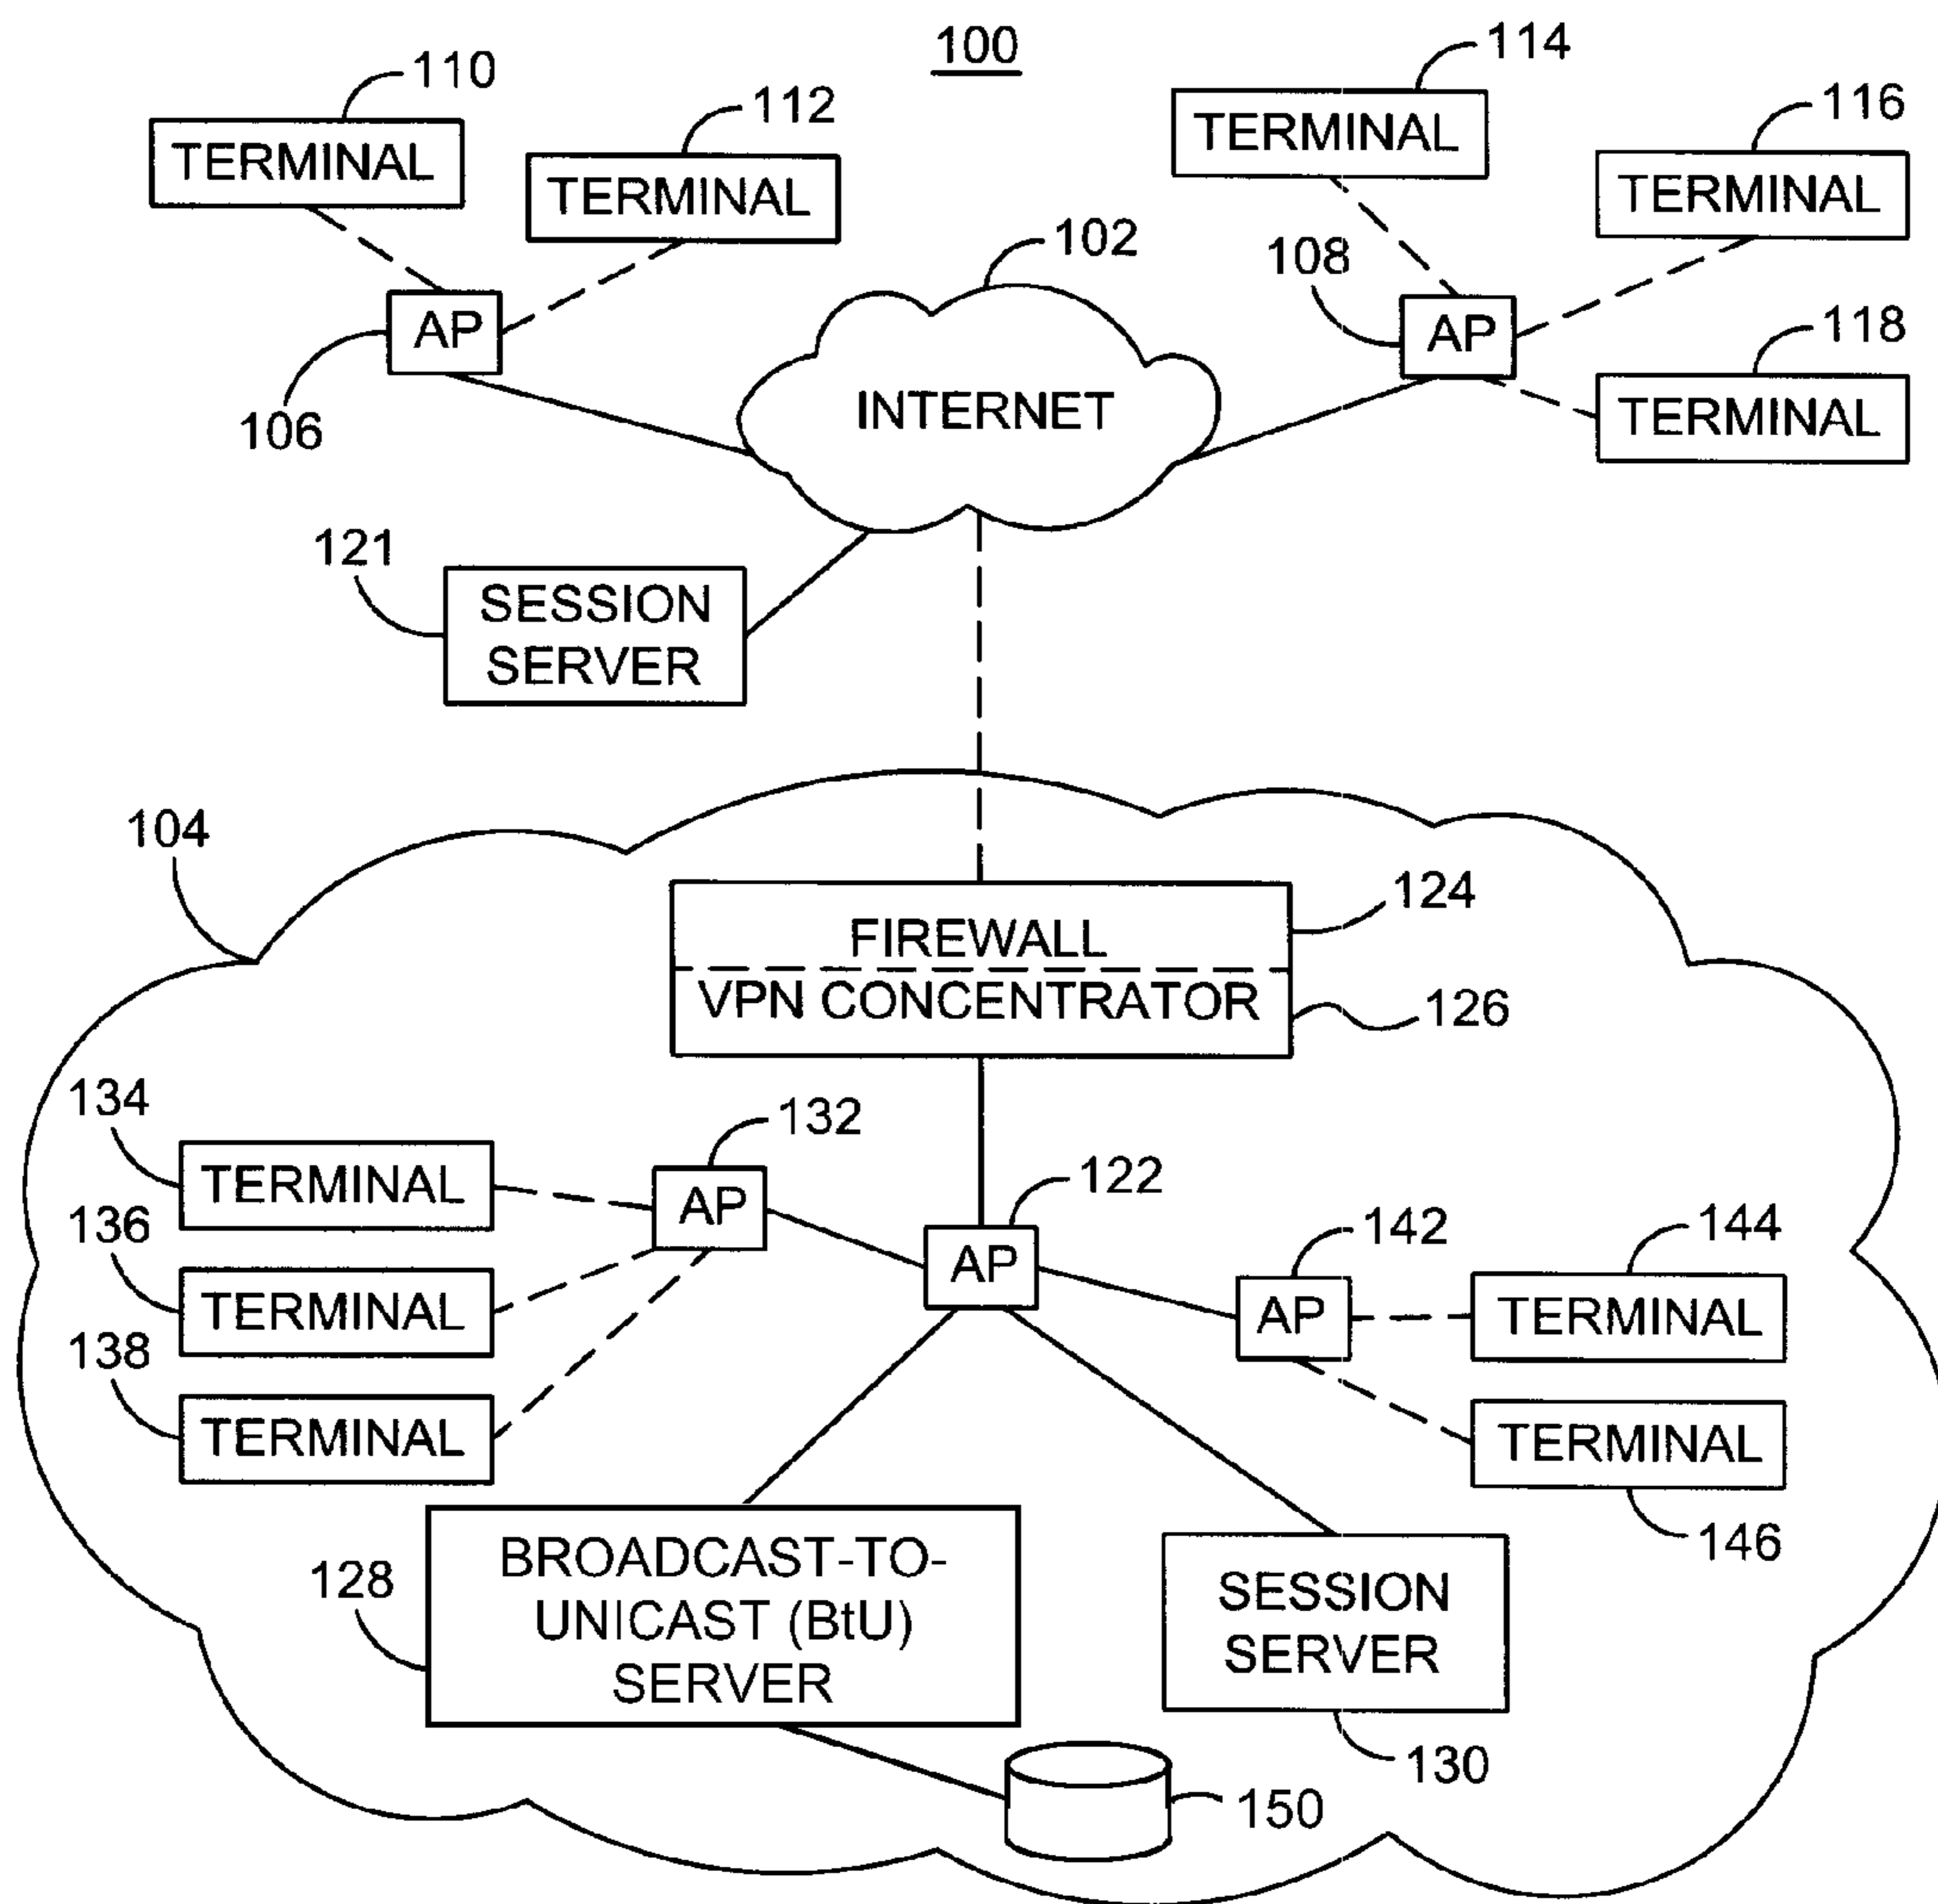 100
110
112
114
116
TERMINAL
TERMINAL
TERMINAL
TERMINAL
102
108
AP
AP
118
106
INTERNET
TERMINAL
121
SESSION
SERVER
104
124
FIREWALL
VPN CONCENTRATOR
126
134
132
TERMINAL
AP
122
136
AP
142
144
TERMINAL
AP
TERMINAL
138
TERMINAL
TERMINAL
146
128
BROADCAST-TO-
UNICAST (BtU)
SERVER
SESSION
SERVER
130
150